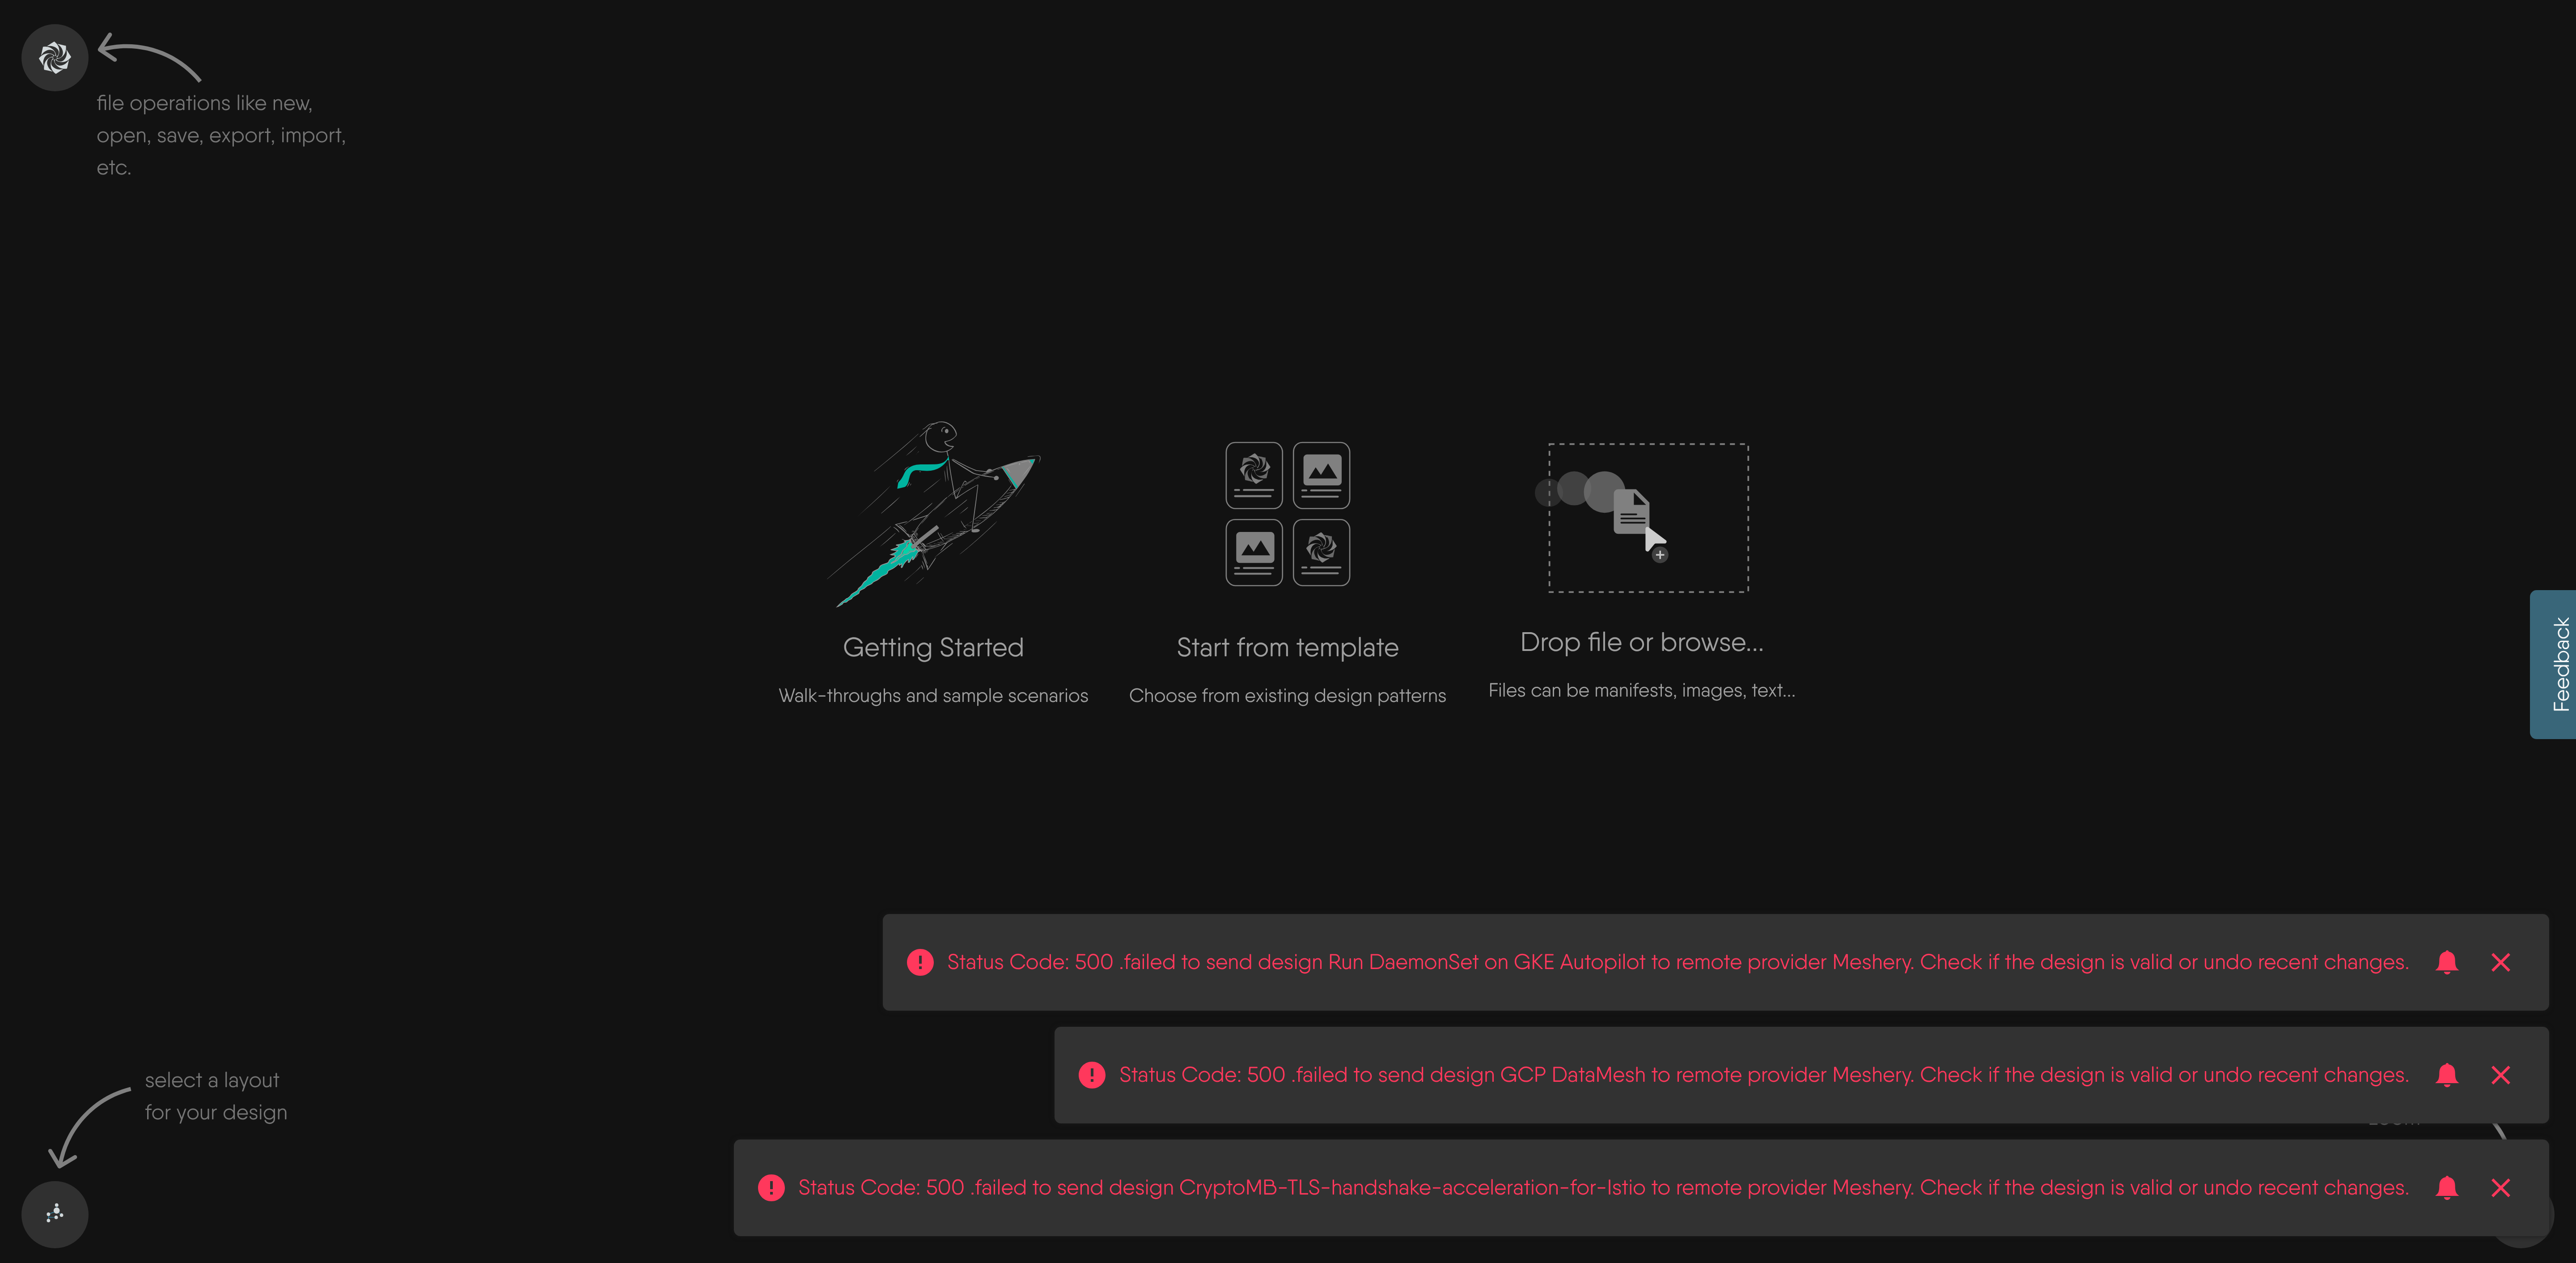 file operations like new,
open, save, export, import,
etc.
Getting Started
Walk-throughs and sample scenarios
Start from template
Choose from existing design patterns
Drop file or browse...
Files can be manifests, images, text...
Feedback
Status Code: 500 .failed to send design Run DaemonSet on GKE Autopilot to remote provider Meshery. Check if the design is valid or undo recent changes.
Status Code: 500 .failed to send design GCP DataMesh to remote provider Meshery. Check if the design is valid or undo recent changes.
Status Code: 500 .failed to send design CryptoMB-TLS-handshake-acceleration-for-Istio to remote provider Meshery. Check if the design is valid or undo recent changes.
select a layout
for your design